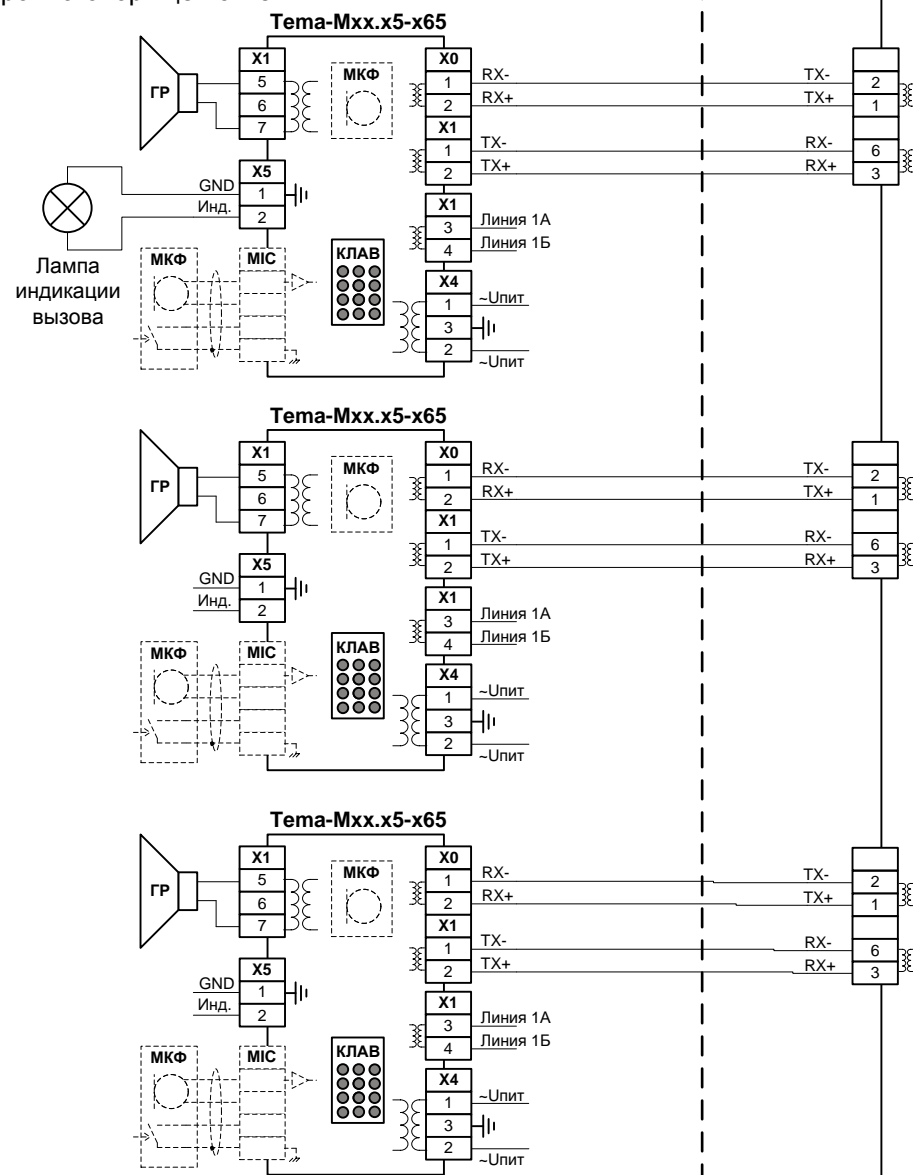 Tema-Mxx.x5-x65
X1
5
6
7
ГР
МКФ
X0
1 RX- TX- 2
2 RX+ TX+ 1
X1
1 TX- RX- 6
2 TX+ RX+ 3
X5
GND 1
Инд. 2
X1
3 Линия 1А
4 Линия 1Б
Лампа
индикации
вызова
МКФ
MIC
КЛАВ
X4
1 ~Uпит
3
2 ~Uпит
Tema-Mxx.x5-x65
X1
5
6
7
ГР
МКФ
X0
1 RX- TX- 2
2 RX+ TX+ 1
X1
1 TX- RX- 6
2 TX+ RX+ 3
X5
GND 1
Инд. 2
X1
3 Линия 1А
4 Линия 1Б
МКФ
MIC
КЛАВ
X4
1 ~Uпит
3
2 ~Uпит
Tema-Mxx.x5-x65
X1
5
6
7
ГР
МКФ
X0
1 RX- TX- 2
2 RX+ TX+ 1
X1
1 TX- RX- 6
2 TX+ RX+ 3
X5
GND 1
Инд. 2
X1
3 Линия 1А
4 Линия 1Б
МКФ
MIC
КЛАВ
X4
1 ~Uпит
3
2 ~Uпит